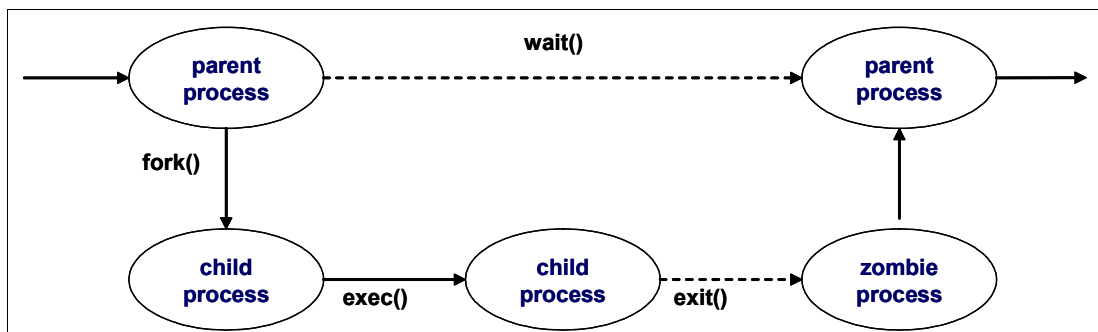 wait()
parent
process
parent
process
fork()
child
process
exec()
child
process
exit()
zombie
process